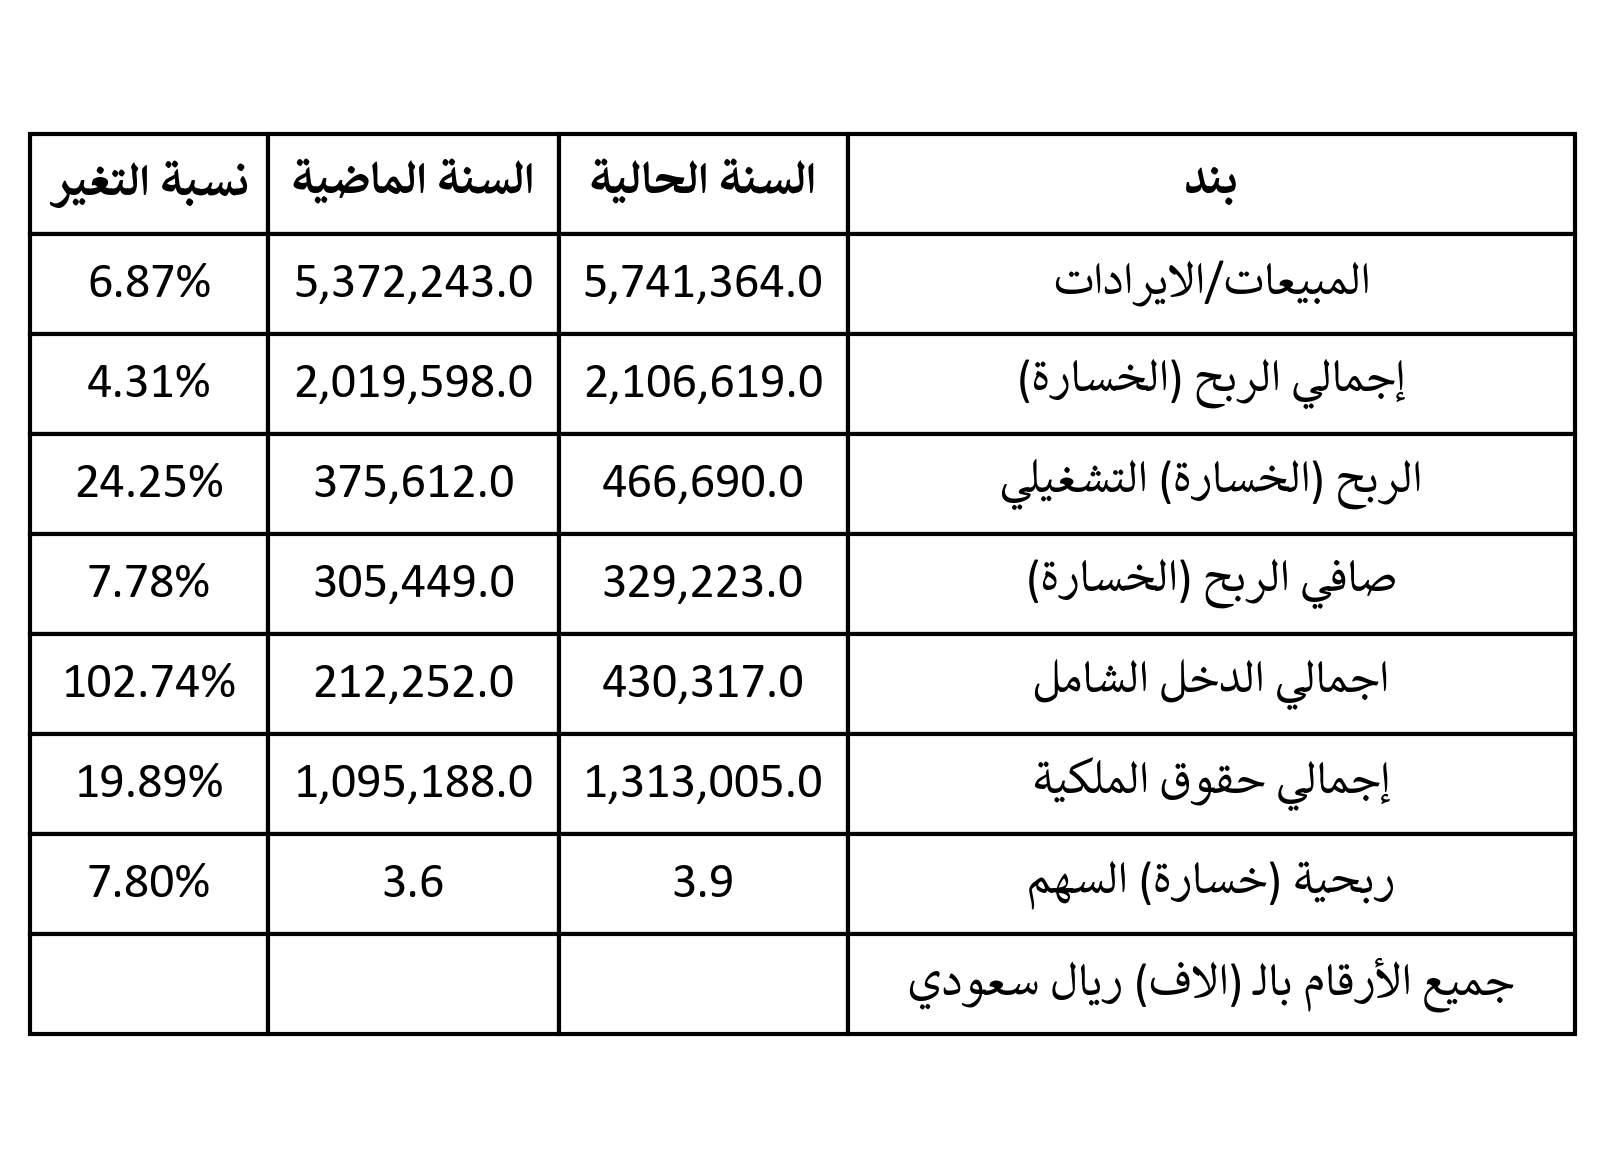 بند السنة الحالية السنة الماضية نسبة التغير
المبيعات/الايرادات 5,741,364.0 5,372,243.0 6.87%
إجمالي الربح (الخسارة) 2,106,619.0 2,019,598.0 4.31%
الربح (الخسارة) التشغيلي 466,690.0 375,612.0 24.25%
صافي الربح (الخسارة) 329,223.0 305,449.0 7.78%
اجمالي الدخل الشامل 430,317.0 212,252.0 102.74%
إجمالي حقوق الملكية 1,313,005.0 1,095,188.0 19.89%
ربحية (خسارة) السهم 3.9 3.6 7.80%
جميع الأرقام بالـ (الاف) ريال سعودي